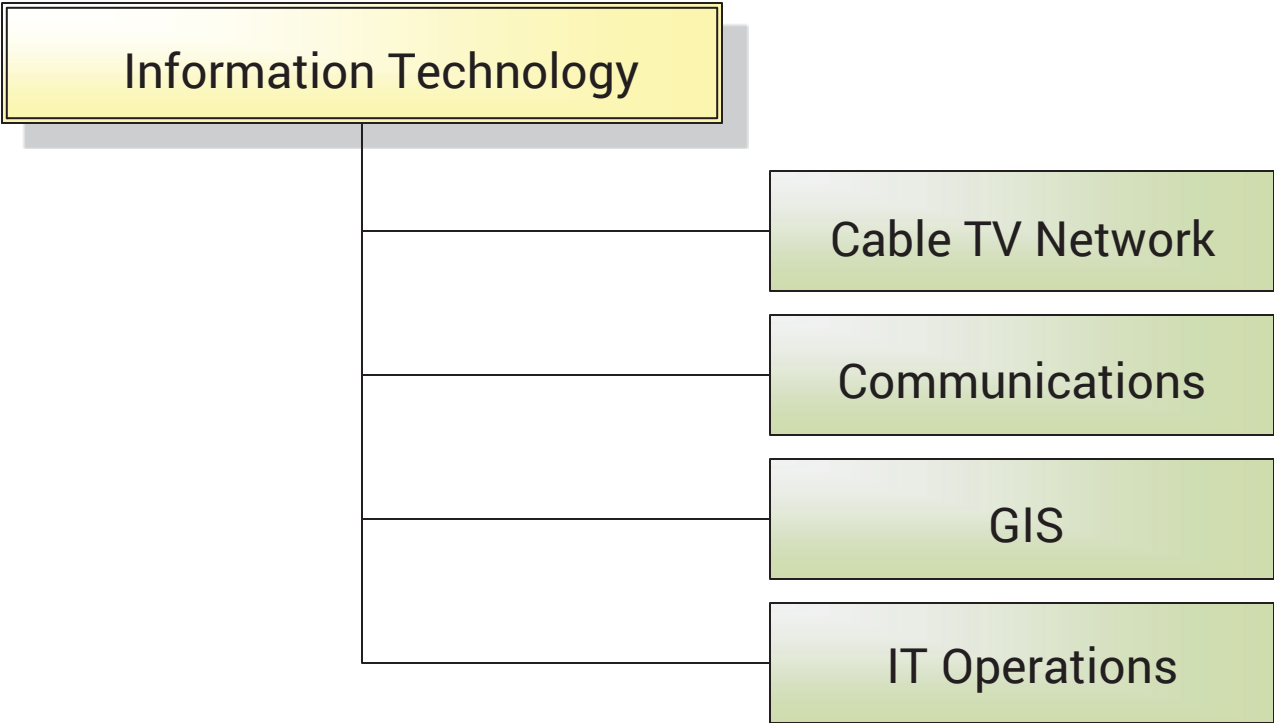 Information Technology
Cable TV Network
Communications
GIS
IT Operations